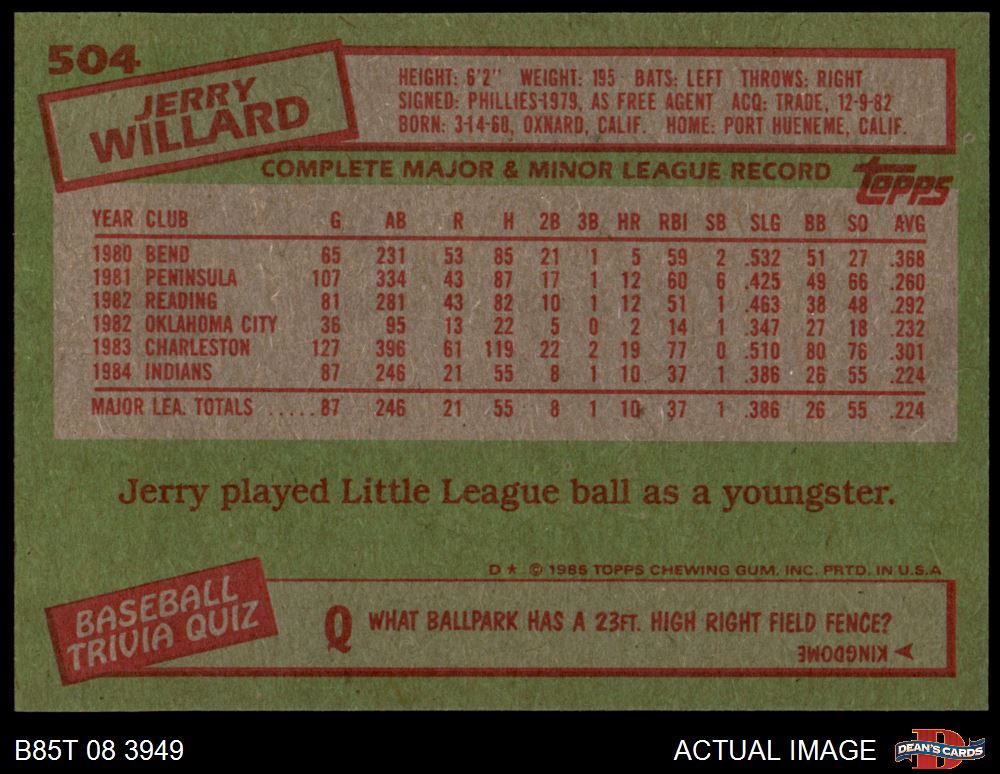 504
JERRY
WILLARD
HEIGHT: 6'2" WEIGHT: 195 BATS: LEFT THROWS: RIGHT
SIGNED: PHILLIES-1979, AS FREE AGENT ACQ: TRADE, 12-9-82
BORN: 3-14-60, OXNARD, CALIF. HOME: PORT HUENEME, CALIF.
COMPLETE MAJOR & MINOR LEAGUE RECORD
Topps
YEAR CLUB G AB R H 2B 3B HR RBI SB SLG BB SO AVG
1980 BEND 65 231 53 85 21 1 5 59 2 .532 51 27 .368
1981 PENINSULA 107 334 43 87 17 1 12 60 6 .425 49 66 .260
1982 READING 81 281 43 82 10 1 12 51 1 .463 38 48 .292
1982 OKLAHOMA CITY 36 95 13 22 5 0 2 14 1 .347 27 18 .232
1983 CHARLESTON 127 396 61 119 22 2 19 77 0 .510 80 76 .301
1984 INDIANS 87 246 21 55 8 1 10 37 1 .386 26 55 .224
MAJOR LEA. TOTALS .....87 246 21 55 8 1 10 37 1 .386 26 55 .224
Jerry played Little League ball as a youngster.
D * © 1985 TOPPS CHEWING GUM, INC. PRTD. IN U.S.A
BASEBALL
TRIVIA QUIZ
Q WHAT BALLPARK HAS A 23FT. HIGH RIGHT FIELD FENCE?
KINGDOME
B85T 08 3949
ACTUAL IMAGE
D
DEAN'S CARDS